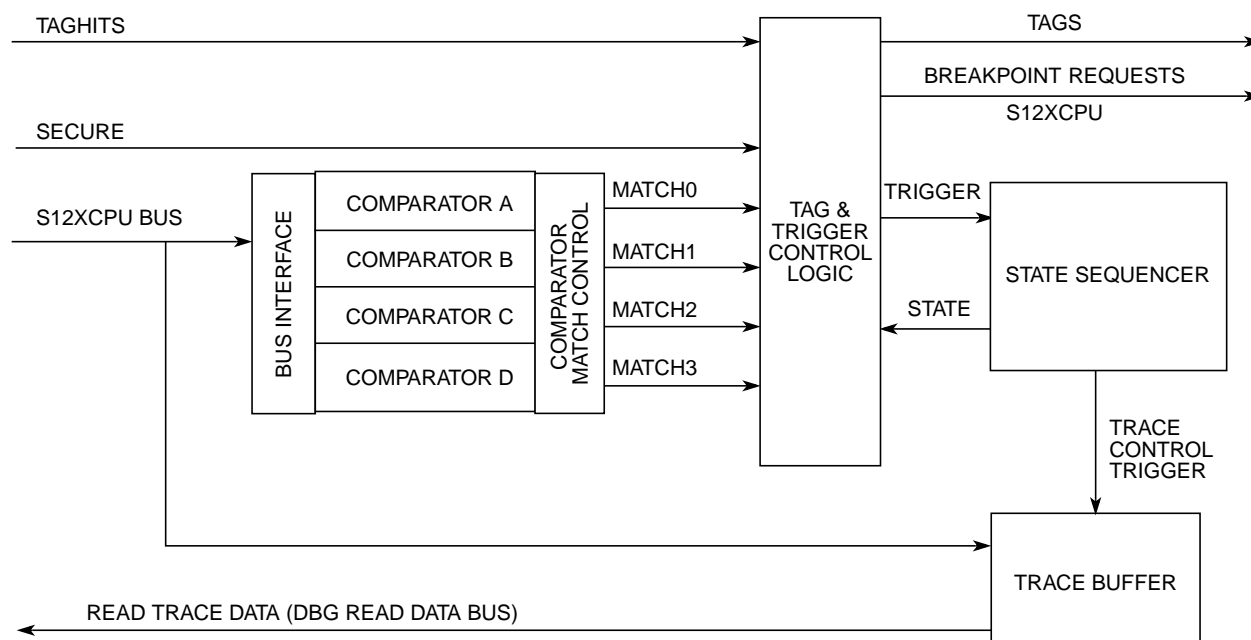 TAGHITS
TAGS
BREAKPOINT REQUESTS
S12XCPU
SECURE
S12XCPU BUS
BUS INTERFACE
COMPARATOR A
COMPARATOR B
COMPARATOR C
COMPARATOR D
COMPARATOR
MATCH CONTROL
MATCH0
MATCH1
MATCH2
MATCH3
TAG &
TRIGGER
CONTROL
LOGIC
TRIGGER
STATE
STATE SEQUENCER
TRACE
CONTROL
TRIGGER
TRACE BUFFER
READ TRACE DATA (DBG READ DATA BUS)